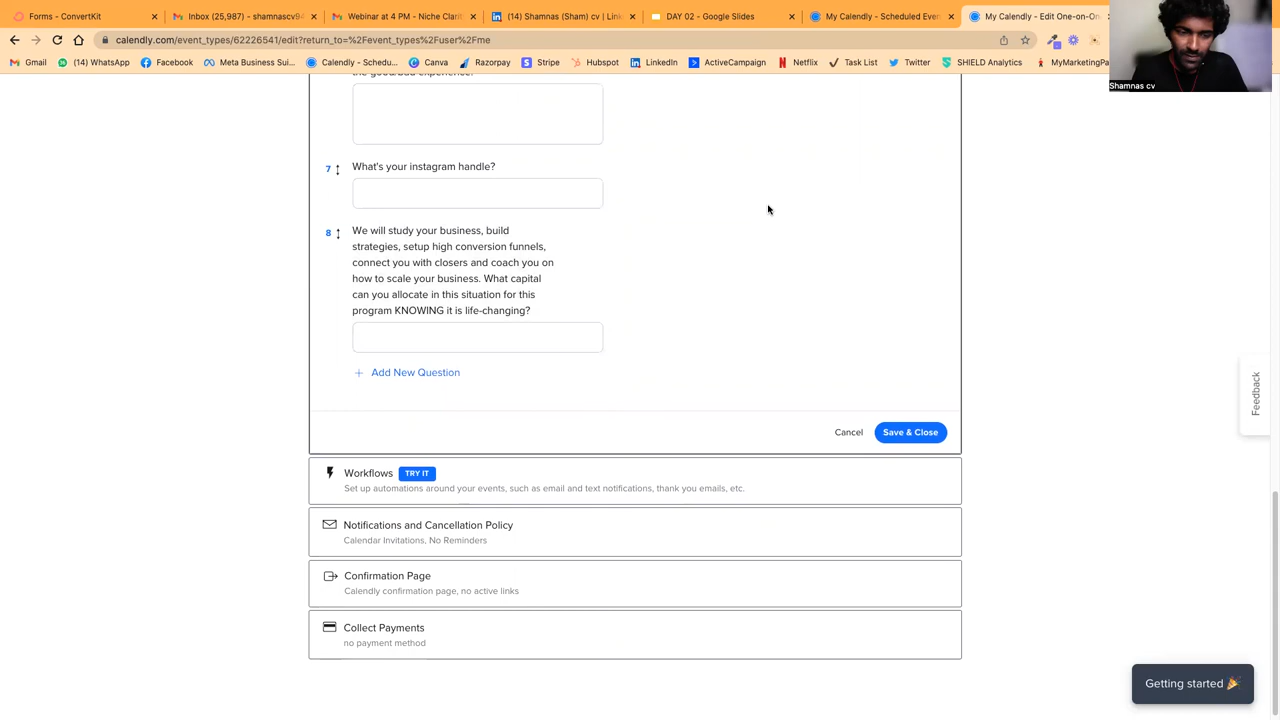 Forms - ConvertKit
Inbox (25,987) - shamnascv94
Webinar at 4 PM - Niche Clari
(14) Shamnas (Sham) cv | Link
DAY 02 - Google Slides
My Calendly - Scheduled Even
My Calendly - Edit One-on-On
calendly.com/event_types/62226541/edit?return_to=%2Fevent_types%2Fuser%2Fme
Gmail
(14) WhatsApp
Facebook
Meta Business Sui...
Calendly - Schedu...
Canva
Razorpay
Stripe
Hubspot
LinkedIn
ActiveCampaign
Netflix
Task List
Twitter
SHIELD Analytics
MyMarketingPa
Shamnas cv
the good/bad experience?
7
What's your instagram handle?
8
We will study your business, build
strategies, setup high conversion funnels,
connect you with closers and coach you on
how to scale your business. What capital
can you allocate in this situation for this
program KNOWING it is life-changing?
+ Add New Question
Cancel
Save & Close
Workflows TRY IT
Set up automations around your events, such as email and text notifications, thank you emails, etc.
Notifications and Cancellation Policy
Calendar Invitations, No Reminders
Confirmation Page
Calendly confirmation page, no active links
Collect Payments
no payment method
Feedback
Getting started 🎉